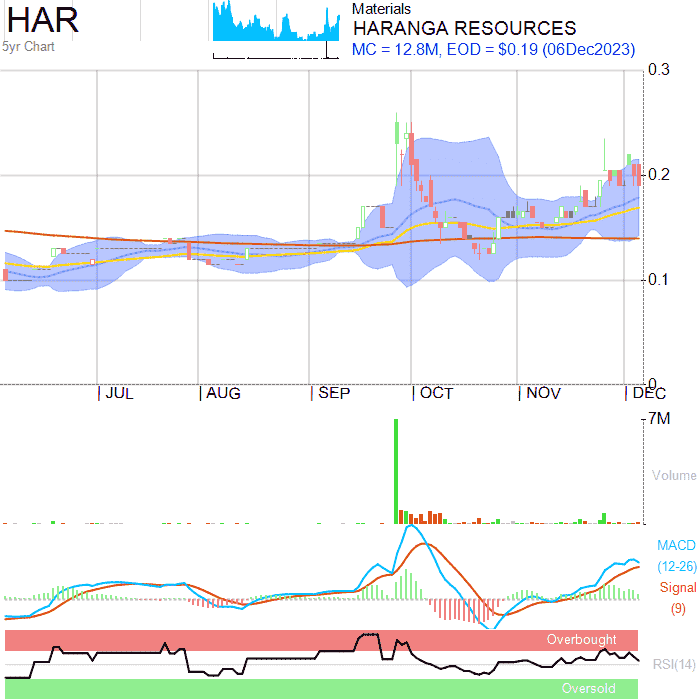 HAR
5yr Chart
Materials
HARANGA RESOURCES
MC = 12.8M, EOD = $0.19 (06Dec2023)
0.3
0.2
0.1
0
JUL AUG SEP OCT NOV DEC
7M
Volume
MACD
(12-26)
Signal
(9)
Overbought
RSI(14)
Oversold